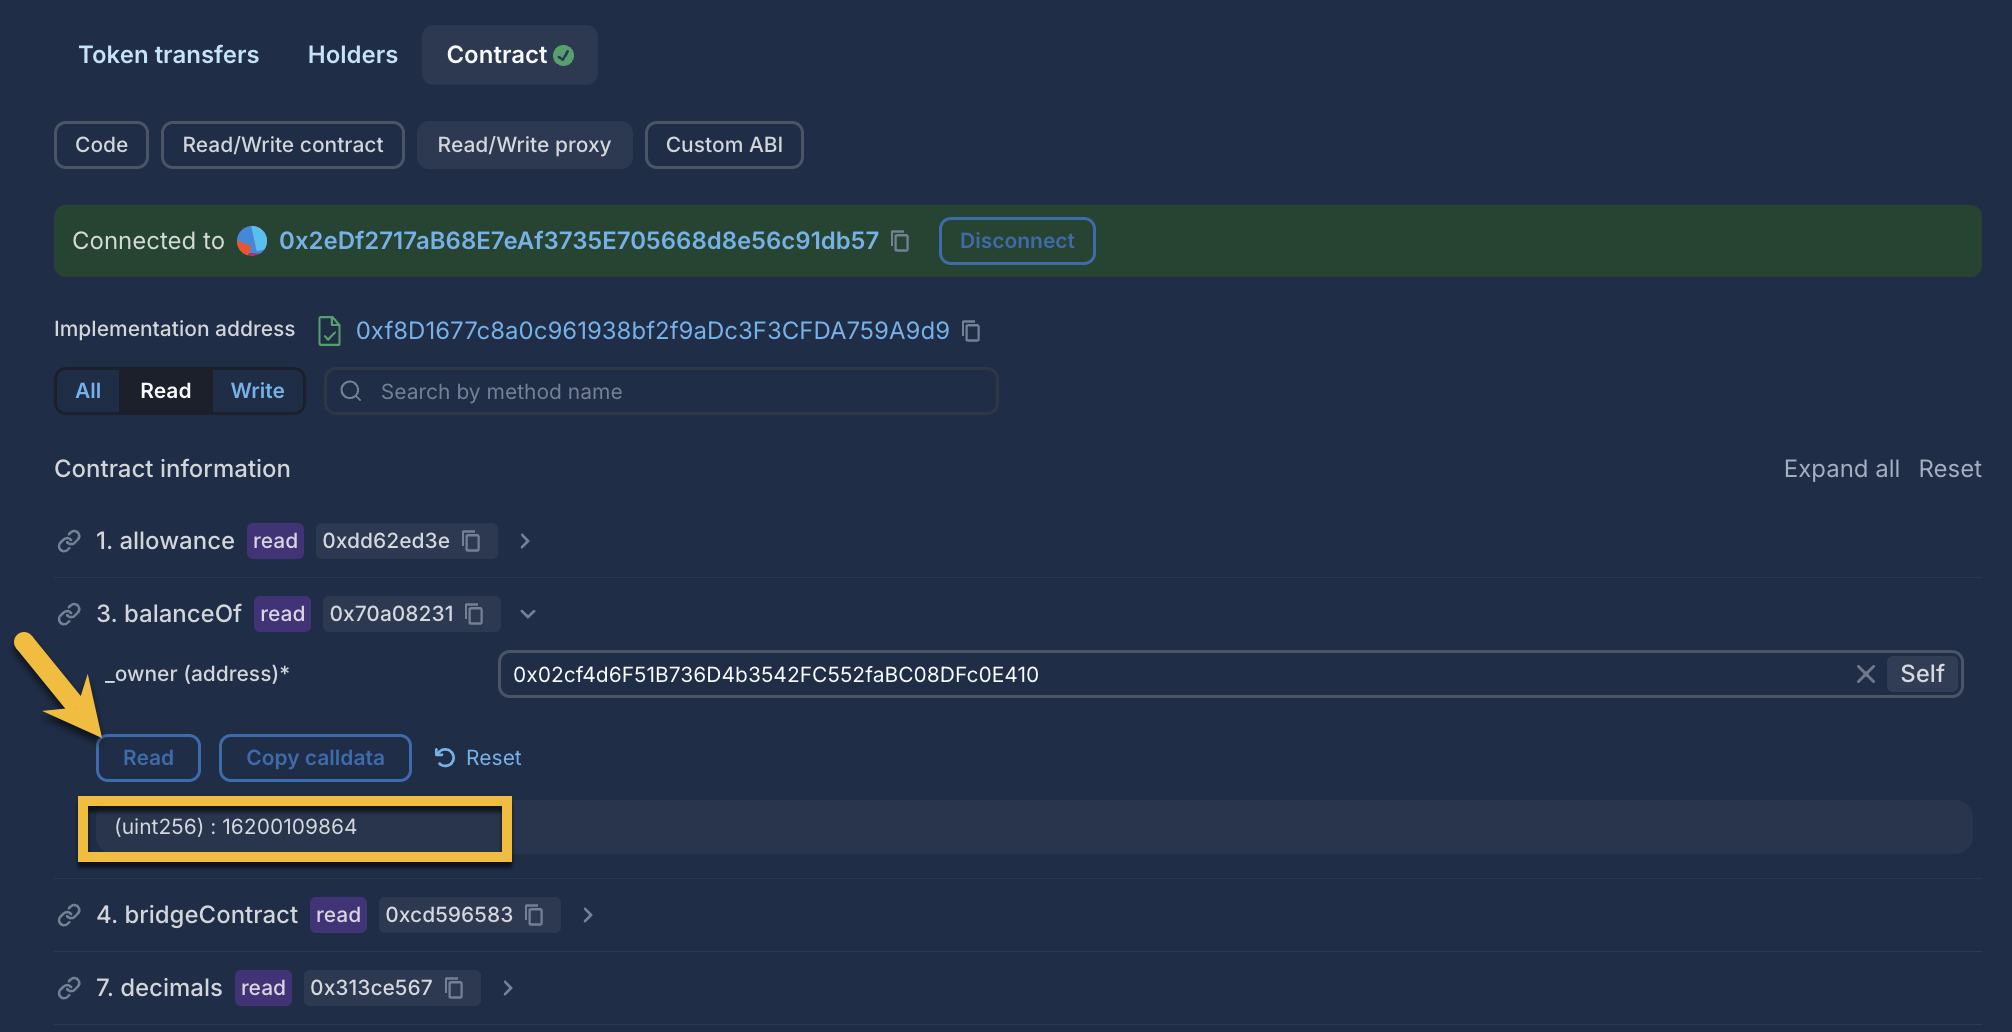 Token transfers Holders Contract
Code Read/Write contract Read/Write proxy Custom ABI
Connected to 0x2eDf2717aB68E7eAf3735E705668d8e56c91db57 Disconnect
Implementation address 0xf8D1677c8a0c961938bf2f9aDc3F3CFDA759A9d9
All Read Write Search by method name
Contract information Expand all Reset
1. allowance read 0xdd62ed3e
3. balanceOf read 0x70a08231
_owner (address)* 0x02cf4d6F51B736D4b3542FC552faBC08DFc0E410 Self
Read Copy calldata Reset
(uint256) : 16200109864
4. bridgeContract read 0xcd596583
7. decimals read 0x313ce567